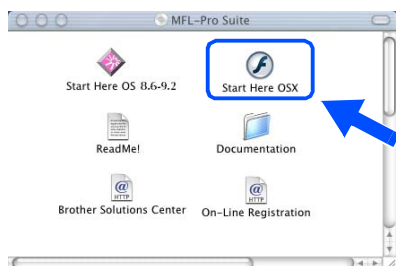 MFL-Pro Suite
Start Here OS 8.6-9.2
Start Here OSX
ReadMe!
Documentation
HTTP
HTTP
Brother Solutions Center
On-Line Registration